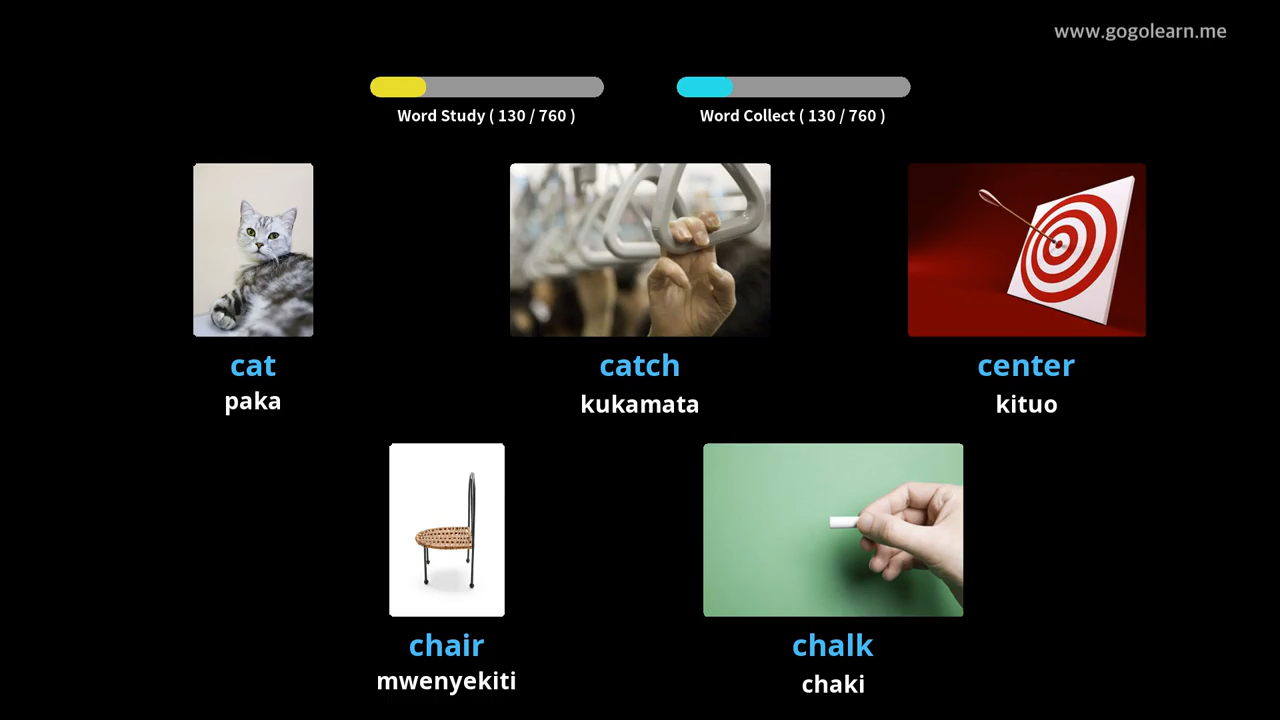 www.gogolearn.me
Word Study ( 130 / 760 )
Word Collect ( 130 / 760 )
cat
paka
catch
kukamata
center
kituo
chair
mwenyekiti
chalk
chaki